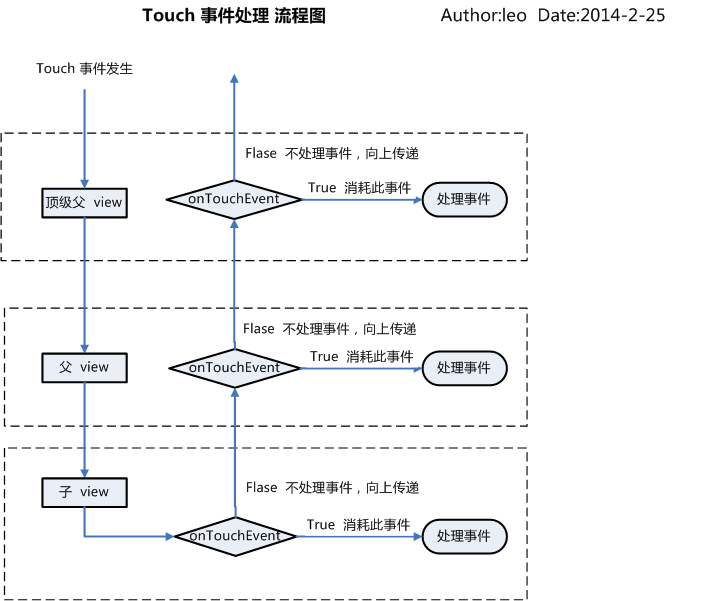 Touch 事件处理 流程图
Author:leo Date:2014-2-25
Touch 事件发生
Flase 不处理事件，向上传递
顶级父 view
onTouchEvent
True 消耗此事件
处理事件
Flase 不处理事件，向上传递
父 view
onTouchEvent
True 消耗此事件
处理事件
子 view
Flase 不处理事件，向上传递
onTouchEvent
True 消耗此事件
处理事件